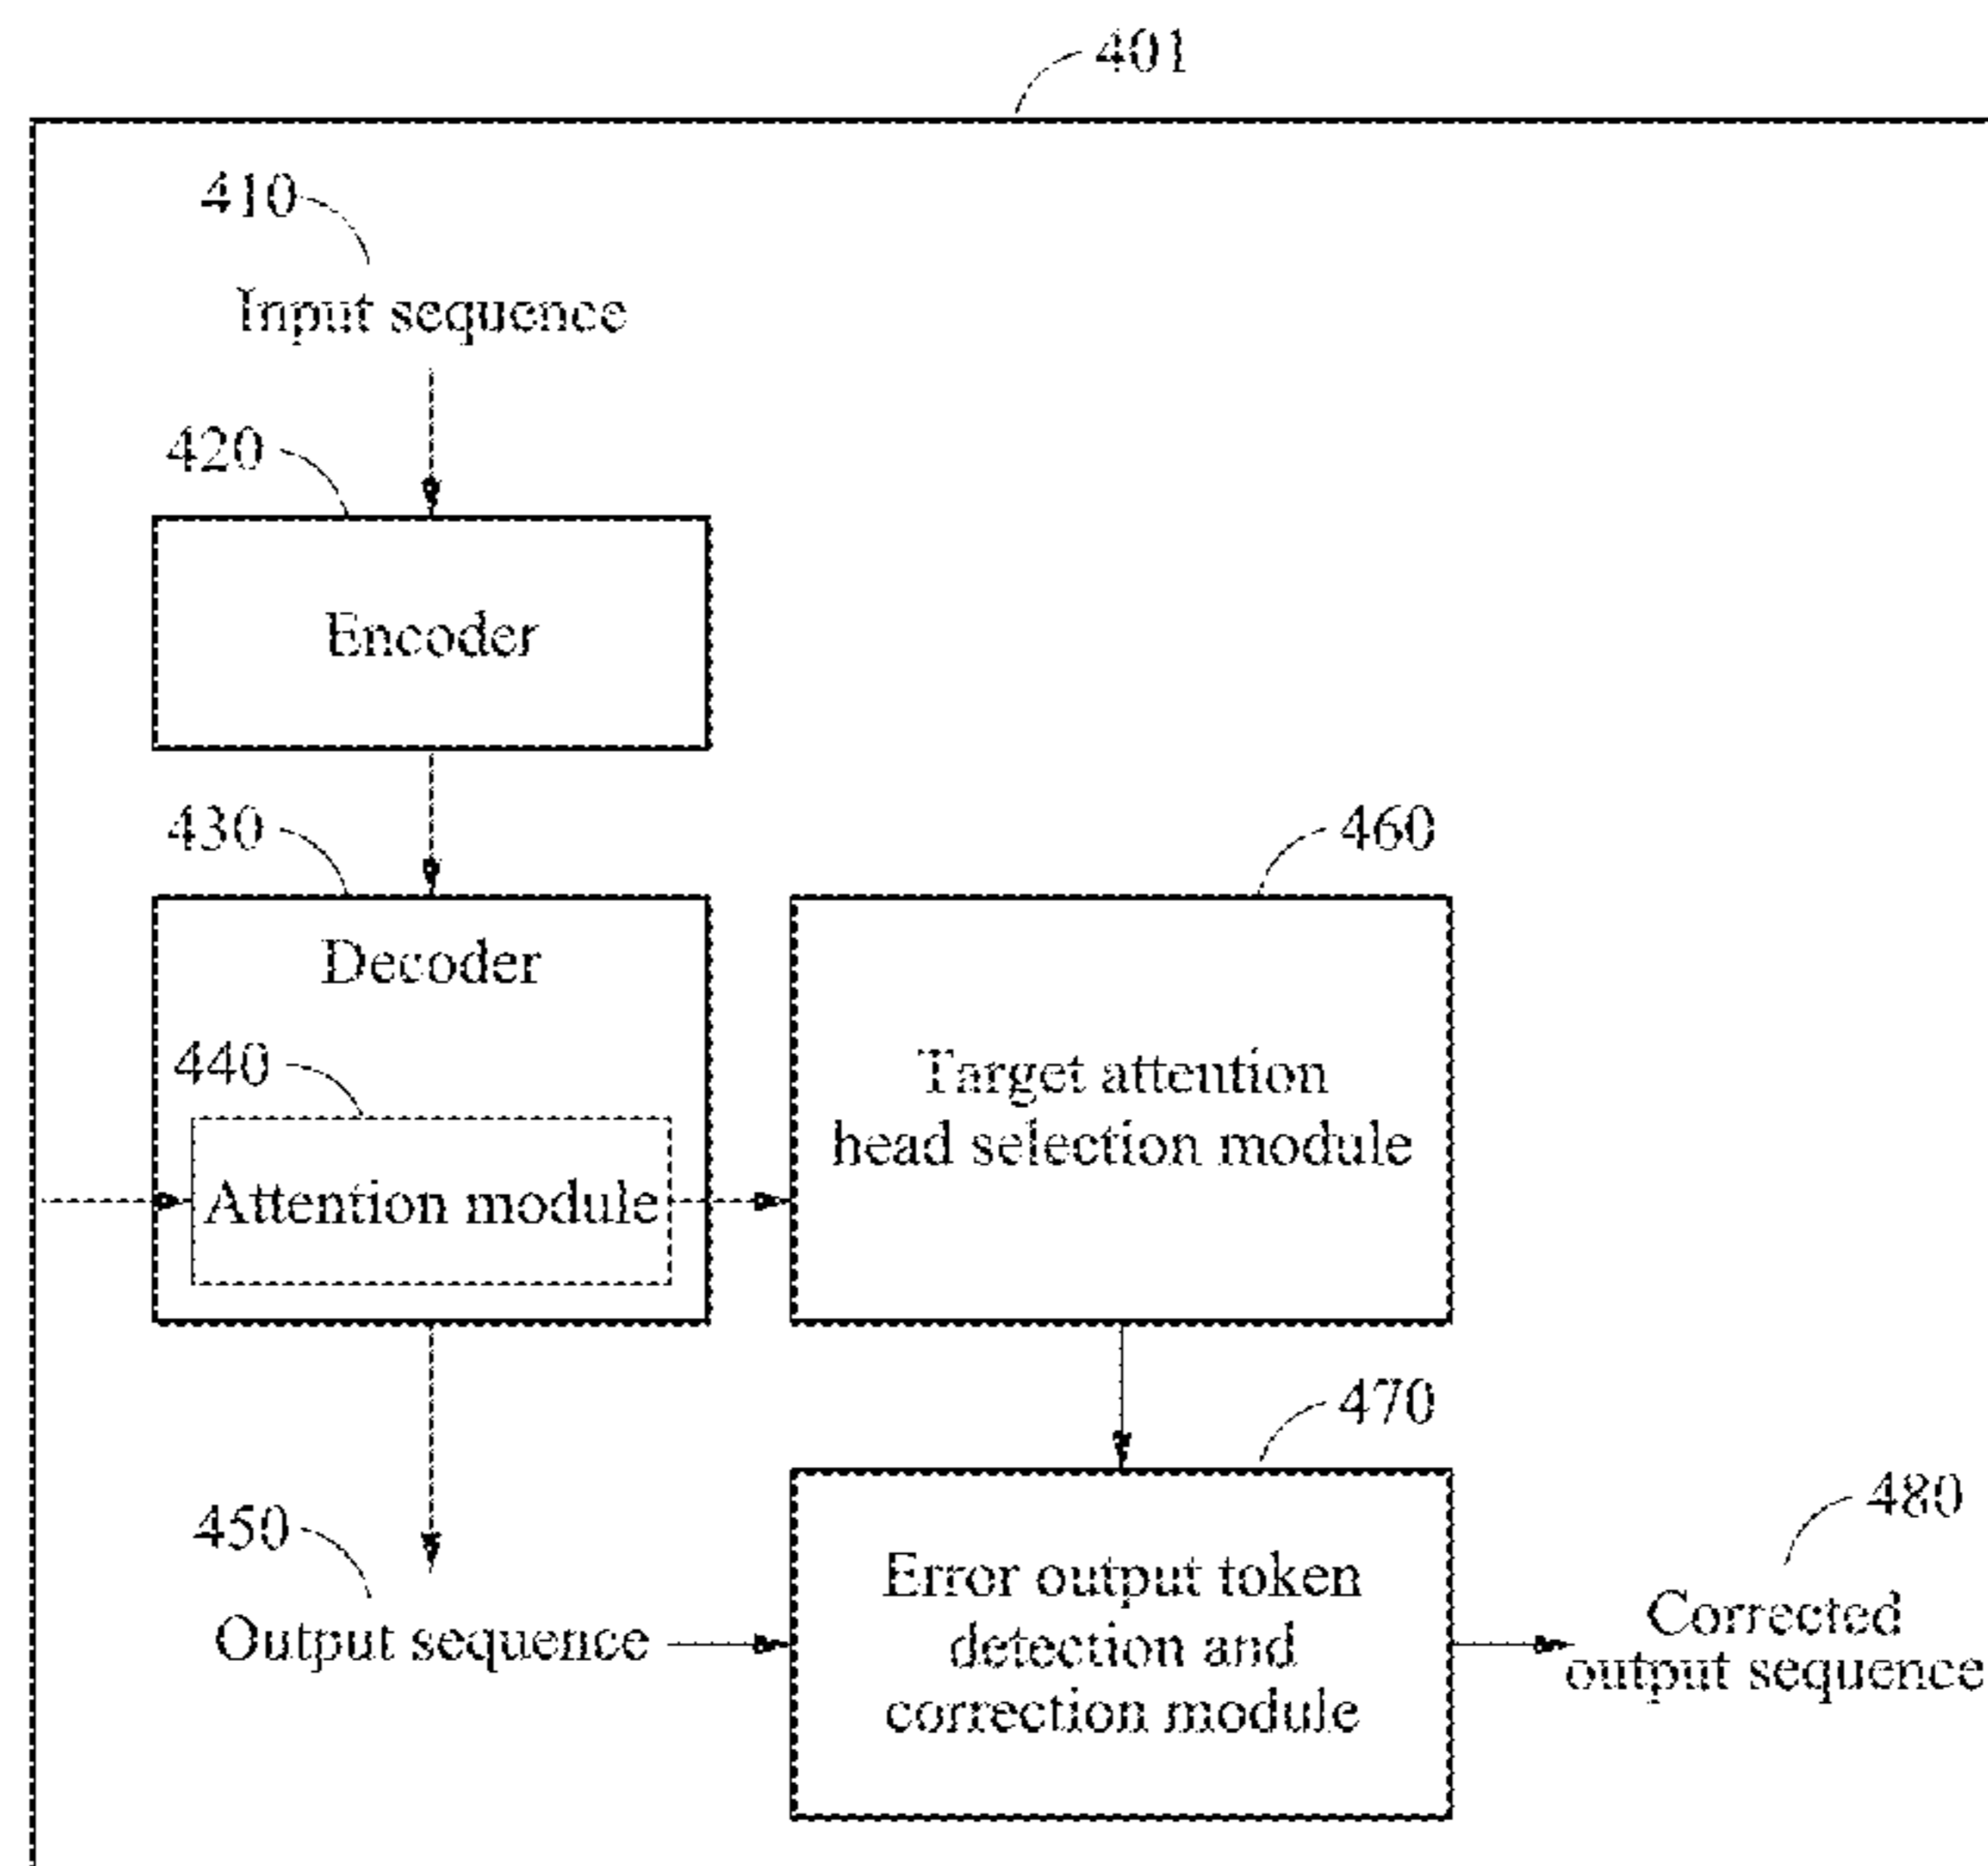 401
410
Input sequence
420
Encoder
430
460
Decoder
440
Attention module
Target attention
head selection module
470
450
480
Output sequence
Error output token
detection and
correction module
Corrected
output sequence